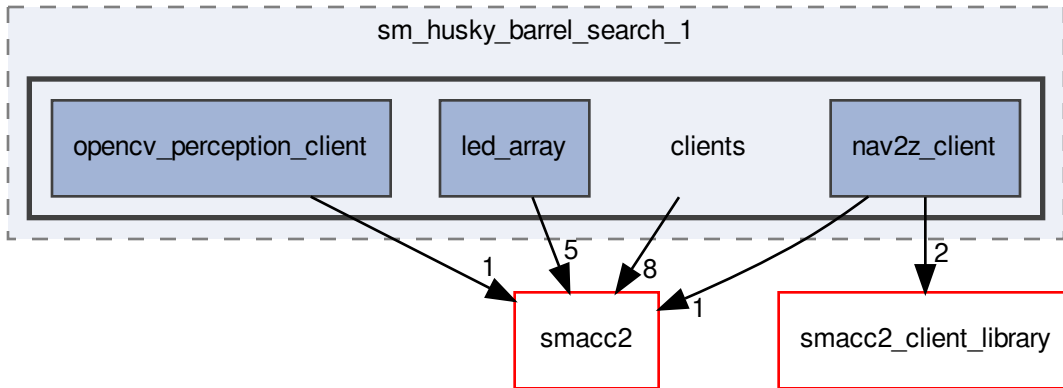 sm_husky_barrel_search_1
opencv_perception_client
led_array
clients
nav2z_client
1
5
8
1
2
smacc2
smacc2_client_library